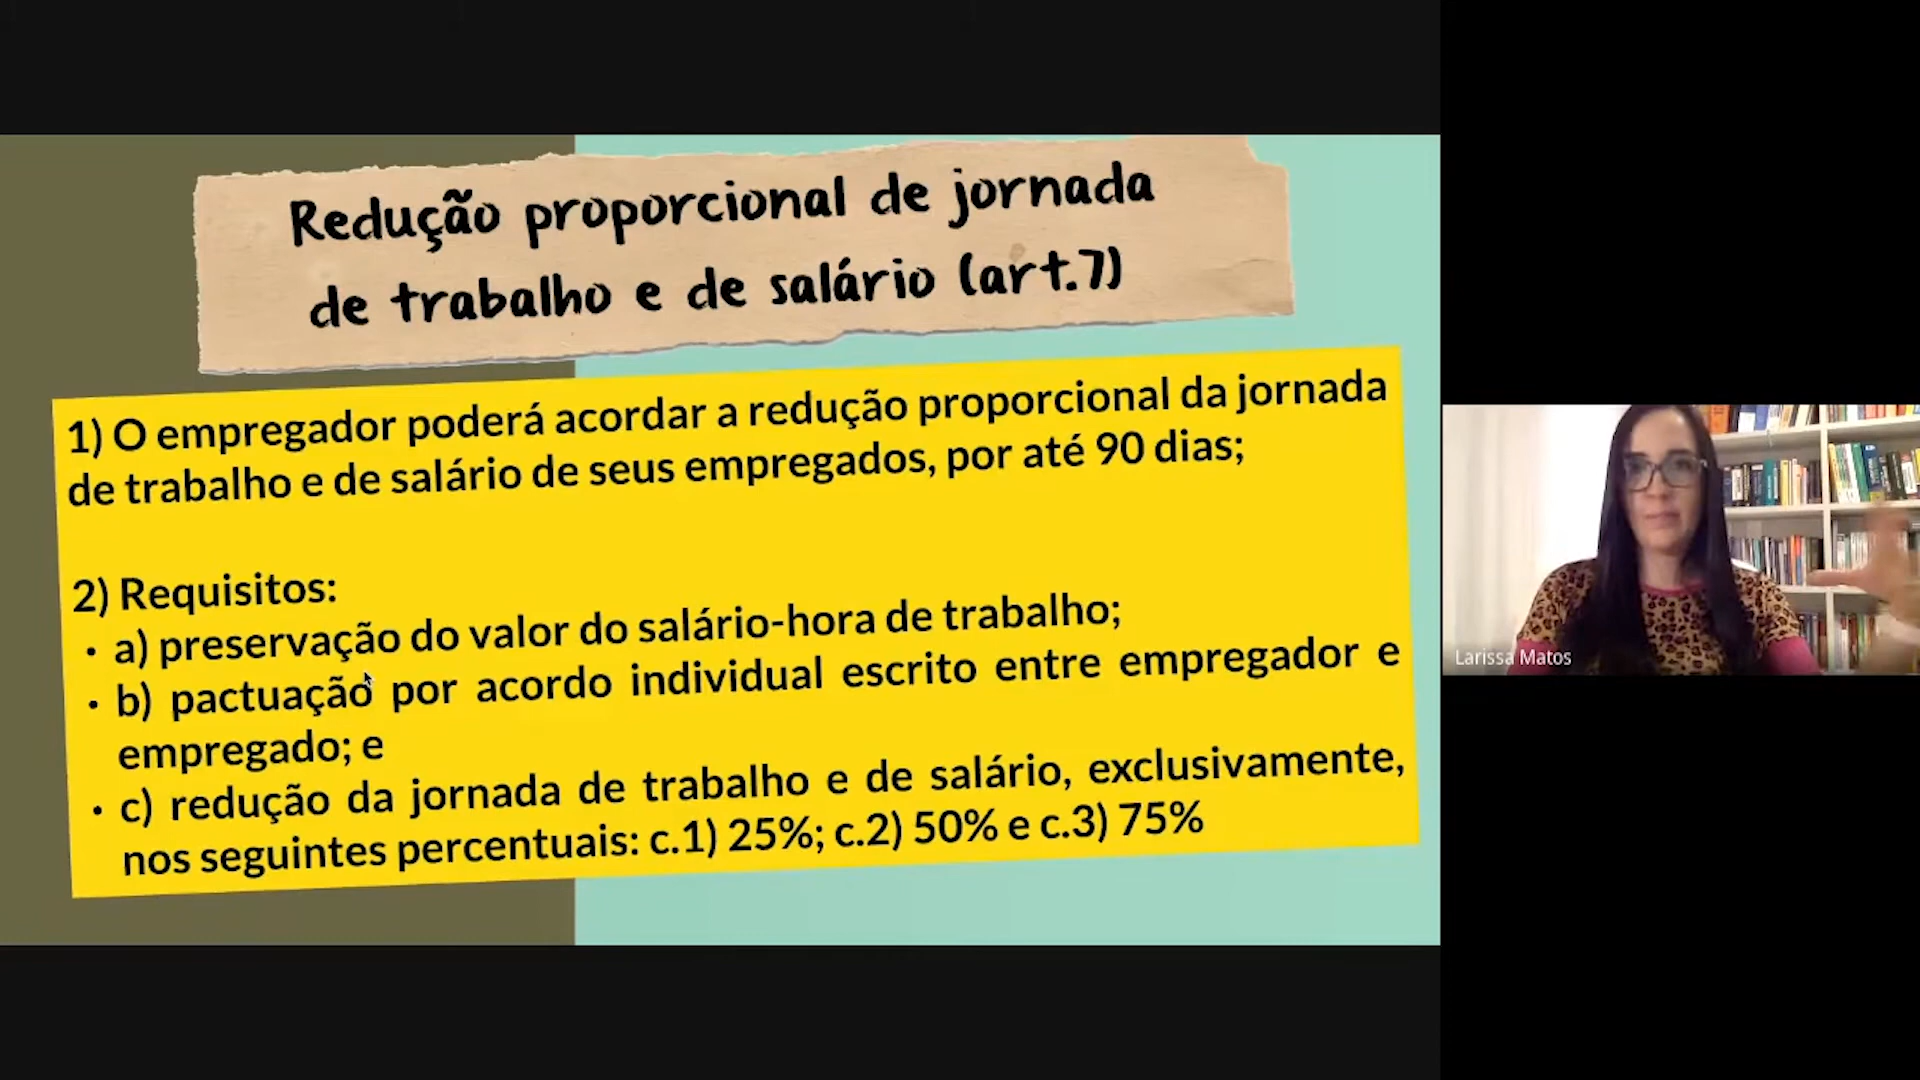 Redução proporcional de jornada
de trabalho e de salário (art.7)
1) O empregador poderá acordar a redução proporcional da jornada
de trabalho e de salário de seus empregados, por até 90 dias;
2) Requisitos:
• a) preservação do valor do salário-hora de trabalho;
• b) pactuação por acordo individual escrito entre empregador e
empregado; e
• c) redução da jornada de trabalho e de salário, exclusivamente,
nos seguintes percentuais: c.1) 25%; c.2) 50% e c.3) 75%
Larissa Matos